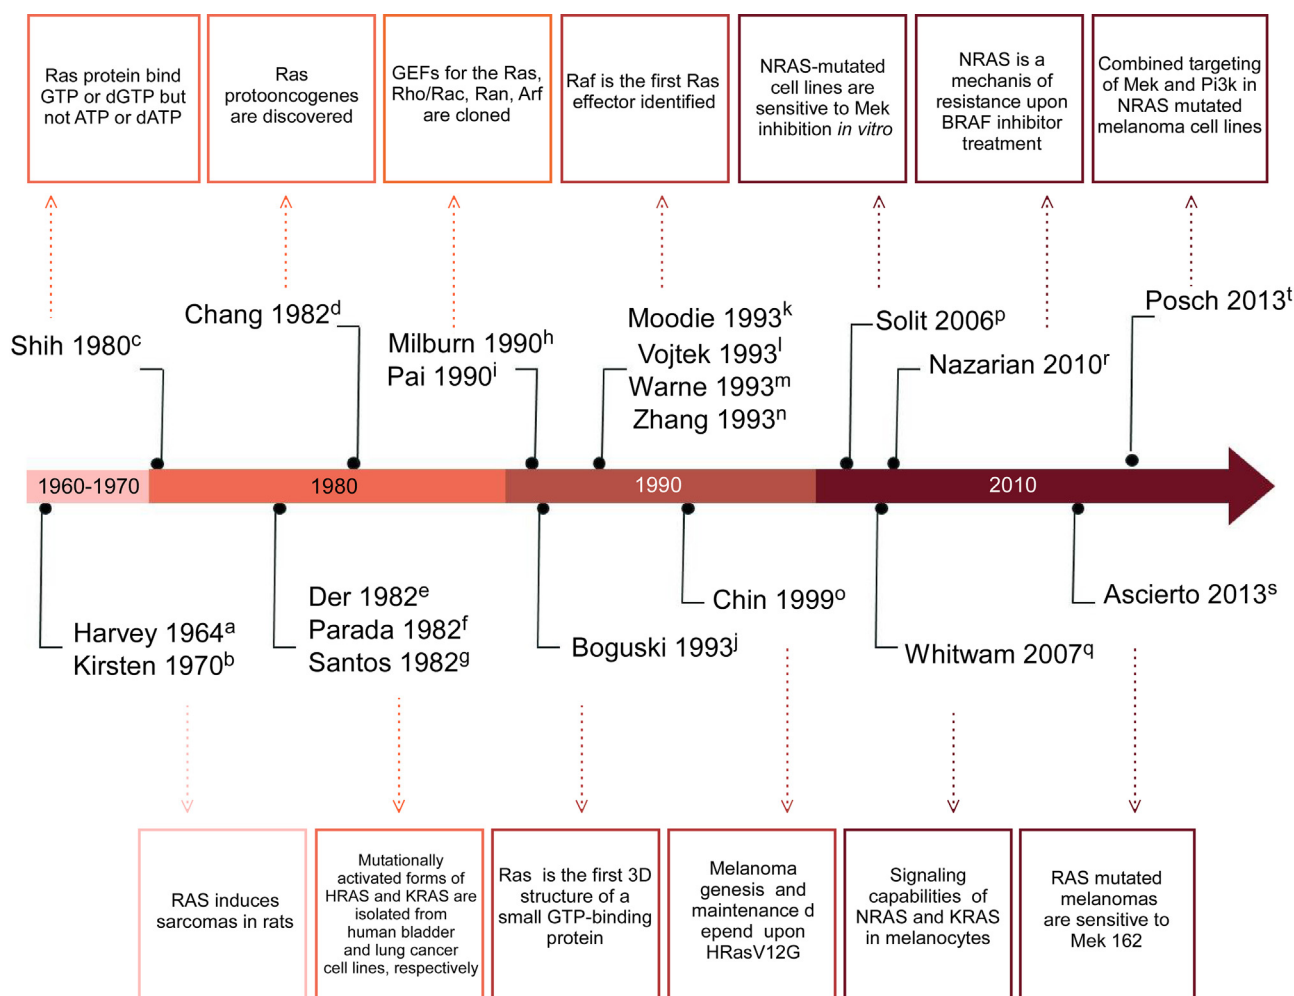 Ras protein bind
GTP or dGTP but
not ATP or dATP
Ras
protooncogenes
are discovered
GEFs for the Ras,
Rho/Rac, Ran, Arf
are cloned
Raf is the first Ras
effector identified
NRAS-mutated
cell lines are
sensitive to Mek
inhibition in vitro
NRAS is a
mechanis of
resistance upon
BRAF inhibitor
treatment
Combined targeting
of Mek and Pi3k in
NRAS mutated
melanoma cell lines
Shih 1980c
Chang 1982d
Milburn 1990h
Pai 1990i
Moodie 1993k
Vojtek 1993l
Warne 1993m
Zhang 1993n
Solit 2006p
Nazarian 2010r
Posch 2013t
1960-1970
1980
1990
2010
Harvey 1964a
Kirsten 1970b
Der 1982e
Parada 1982f
Santos 1982g
Boguski 1993j
Chin 1999o
Whitwam 2007q
Ascierto 2013s
RAS induces
sarcomas in rats
Mutationally
activated forms of
HRAS and KRAS are
isolated from
human bladder
and lung cancer
cell lines, respectively
Ras is the first 3D
structure of a
small GTP-binding
protein
Melanoma
genesis and
maintenance d
epend upon
HRasV12G
Signaling
capabilities of
NRAS and KRAS
in melanocytes
RAS mutated
melanomas
are sensitive to
Mek 162